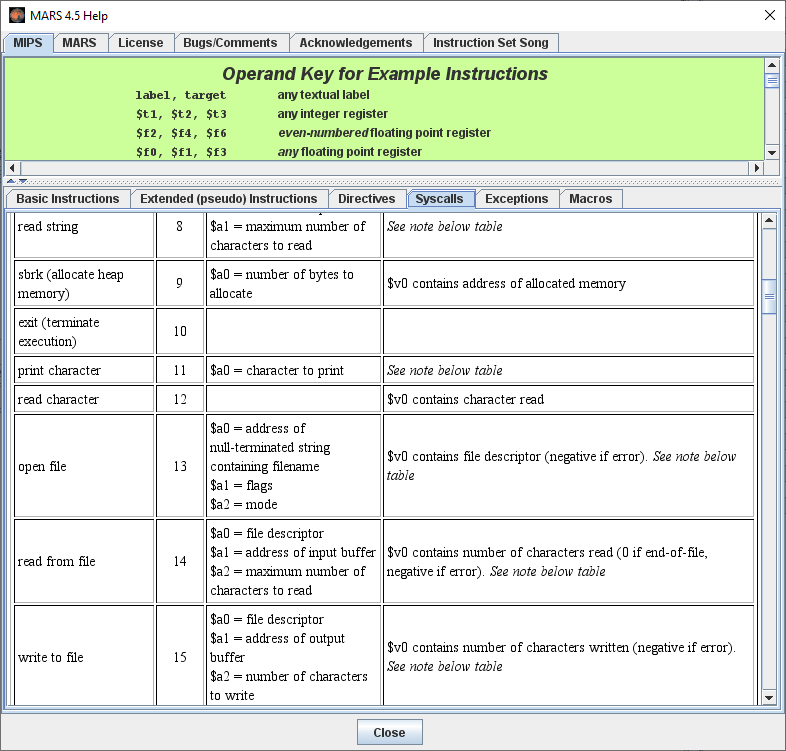 MARS 4.5 Help
MIPS MARS License Bugs/Comments Acknowledgements Instruction Set Song
Operand Key for Example Instructions
label, target any textual label
$t1, $t2, $t3 any integer register
$f2, $f4, $f6 even-numbered floating point register
$f0, $f1, $f3 any floating point register
Basic Instructions Extended (pseudo) Instructions Directives Syscalls Exceptions Macros
read string 8 $a1 = maximum number of See note below table
characters to read
sbrk (allocate heap $a0 = number of bytes to
memory) 9 allocate $v0 contains address of allocated memory
exit (terminate
execution) 10
print character 11 $a0 = character to print See note below table
read character 12 $v0 contains character read
$a0 = address of
null-terminated string
open file 13 containing filename $v0 contains file descriptor (negative if error). See note below
$a1 = flags table
$a2 = mode
$a0 = file descriptor
$a1 = address of input buffer $v0 contains number of characters read (0 if end-of-file,
read from file 14 $a2 = maximum number of negative if error). See note below table
characters to read
$a0 = file descriptor
$a1 = address of output $v0 contains number of characters written (negative if error).
write to file 15 buffer See note below table
$a2 = number of characters
to write
Close